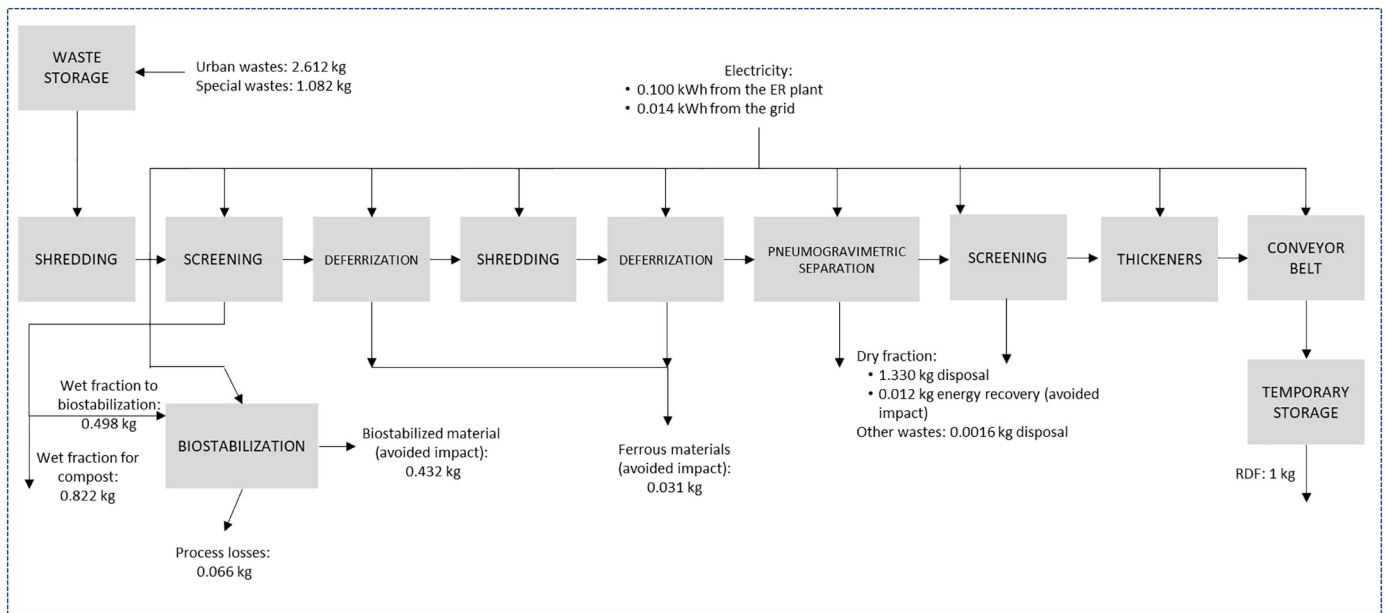 WASTE
STORAGE
Urban wastes: 2.612 kg
Special wastes: 1.082 kg
Electricity:
• 0.100 kWh from the ER plant
• 0.014 kWh from the grid
SHREDDING
SCREENING
DEFERRIZATION
SHREDDING
DEFERRIZATION
PNEUMOGRAVIMETRIC
SEPARATION
SCREENING
THICKENERS
CONVEYOR
BELT
Wet fraction to
biostabilization:
0.498 kg
Wet fraction for
compost:
0.822 kg
BIOSTABILIZATION
Biostabilized material
(avoided impact):
0.432 kg
Process losses:
0.066 kg
Ferrous materials
(avoided impact):
0.031 kg
Dry fraction:
• 1.330 kg disposal
• 0.012 kg energy recovery (avoided
impact)
Other wastes: 0.0016 kg disposal
TEMPORARY
STORAGE
RDF: 1 kg